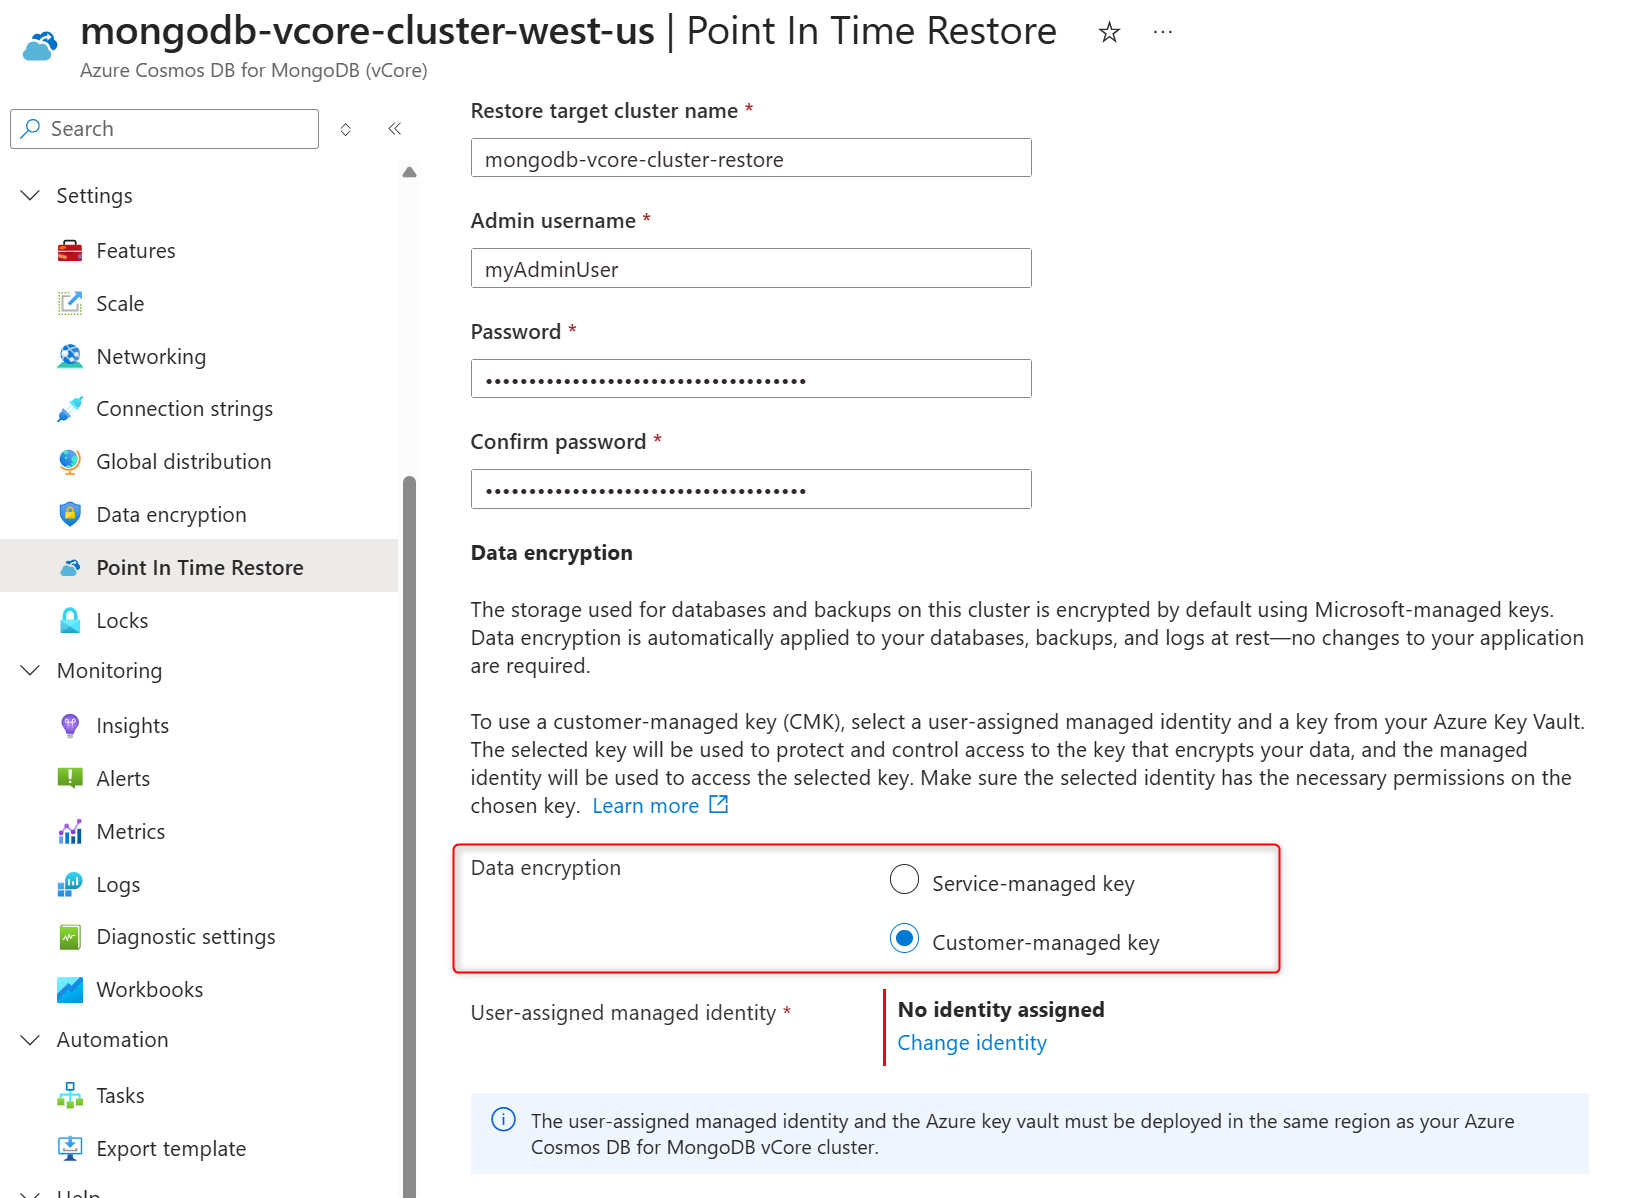 mongodb-vcore-cluster-west-us | Point In Time Restore
Azure Cosmos DB for MongoDB (vCore)
Search
Settings
Features
Scale
Networking
Connection strings
Global distribution
Data encryption
Point In Time Restore
Locks
Monitoring
Insights
Alerts
Metrics
Logs
Diagnostic settings
Workbooks
Automation
Tasks
Export template
Help
Restore target cluster name *
mongodb-vcore-cluster-restore
Admin username *
myAdminUser
Password *
Confirm password *
Data encryption
The storage used for databases and backups on this cluster is encrypted by default using Microsoft-managed keys.
Data encryption is automatically applied to your databases, backups, and logs at rest—no changes to your application
are required.
To use a customer-managed key (CMK), select a user-assigned managed identity and a key from your Azure Key Vault.
The selected key will be used to protect and control access to the key that encrypts your data, and the managed
identity will be used to access the selected key. Make sure the selected identity has the necessary permissions on the
chosen key. Learn more
Data encryption
Service-managed key
Customer-managed key
User-assigned managed identity *
No identity assigned
Change identity
The user-assigned managed identity and the Azure key vault must be deployed in the same region as your Azure
Cosmos DB for MongoDB vCore cluster.